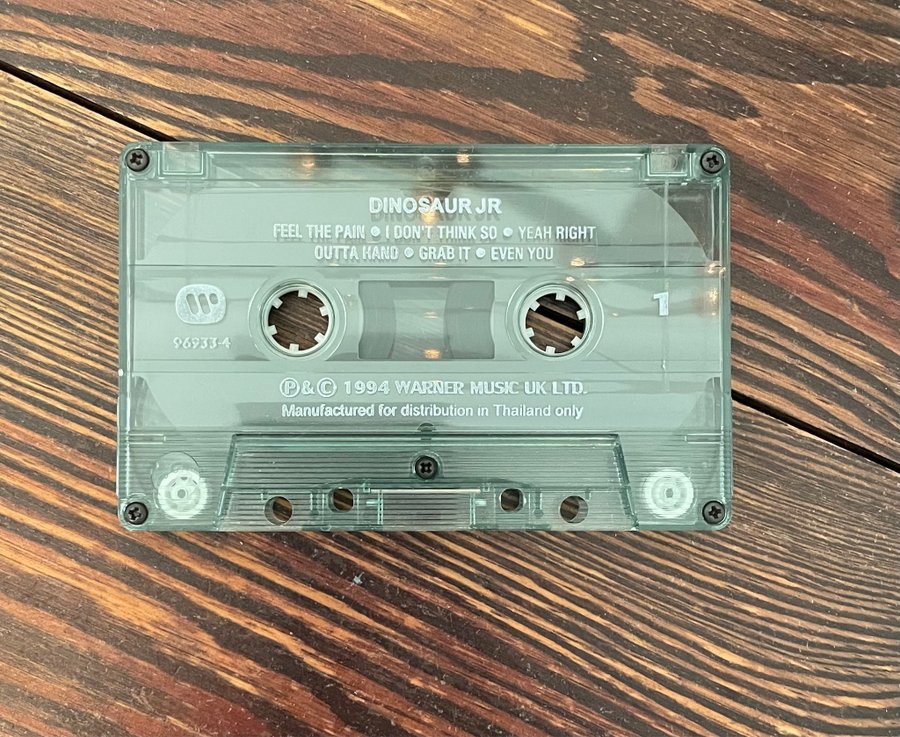 DINOSAUR JR
FEEL THE PAIN • I DON'T THINK SO • YEAH RIGHT
OUTTA HAND • GRAB IT • EVEN YOU
1
96933-4
Ⓟ & © 1994 WARNER MUSIC UK LTD.
Manufactured for distribution in Thailand only